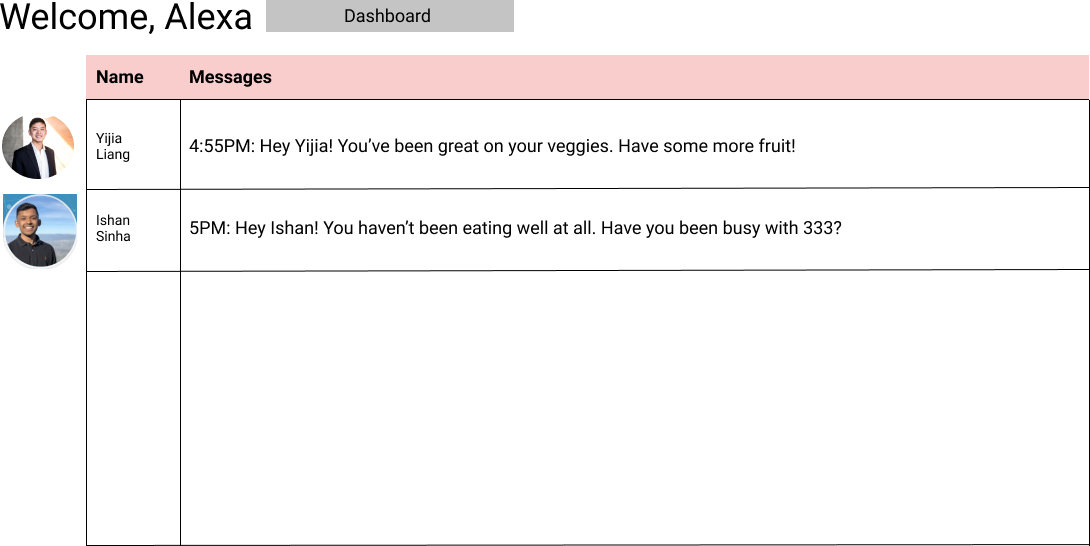 Welcome, Alexa
Dashboard
Name
Messages
Yijia
Liang
4:55PM: Hey Yijia! You’ve been great on your veggies. Have some more fruit!
Ishan
Sinha
5PM: Hey Ishan! You haven’t been eating well at all. Have you been busy with 333?